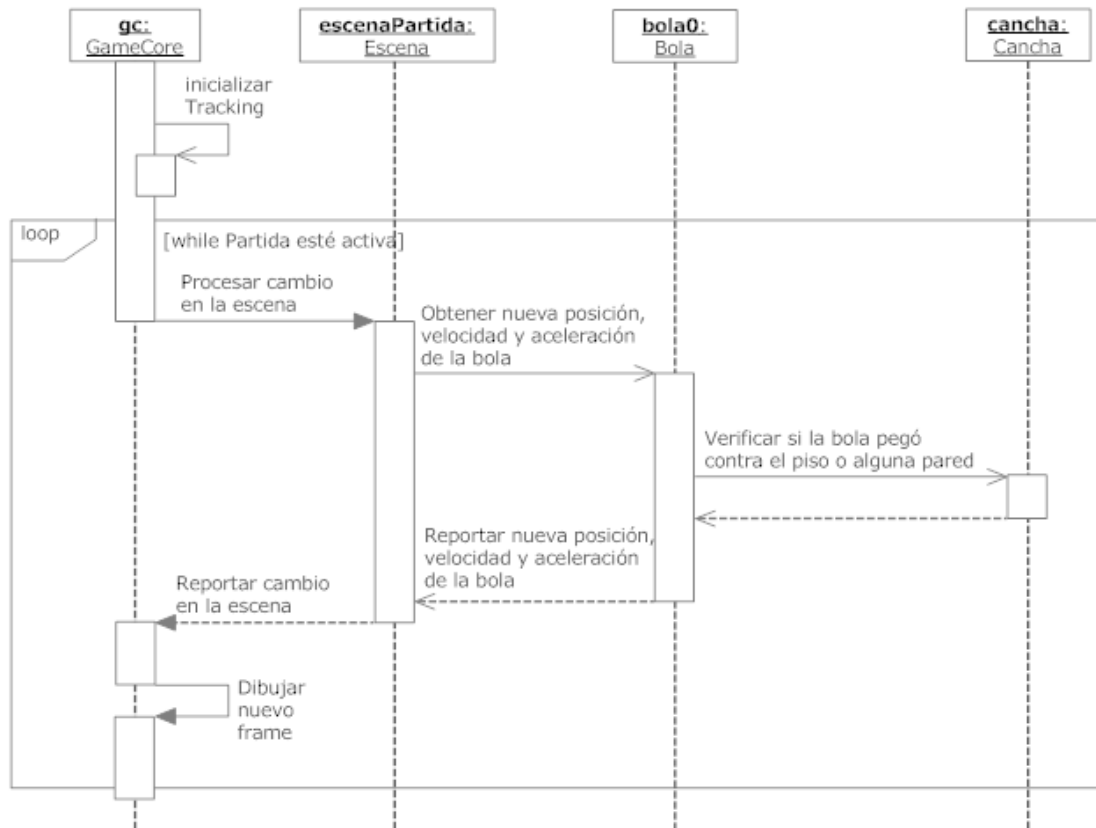 gc:
GameCore
escenaPartida:
Escena
bola0:
Bola
cancha:
Cancha
inicializar
Tracking
loop
[while Partida esté activa]
Procesar cambio
en la escena
Obtener nueva posición,
velocidad y aceleración
de la bola
Verificar si la bola pegó
contra el piso o alguna pared
Reportar nueva posición,
velocidad y aceleración
de la bola
Reportar cambio
en la escena
Dibujar
nuevo
frame